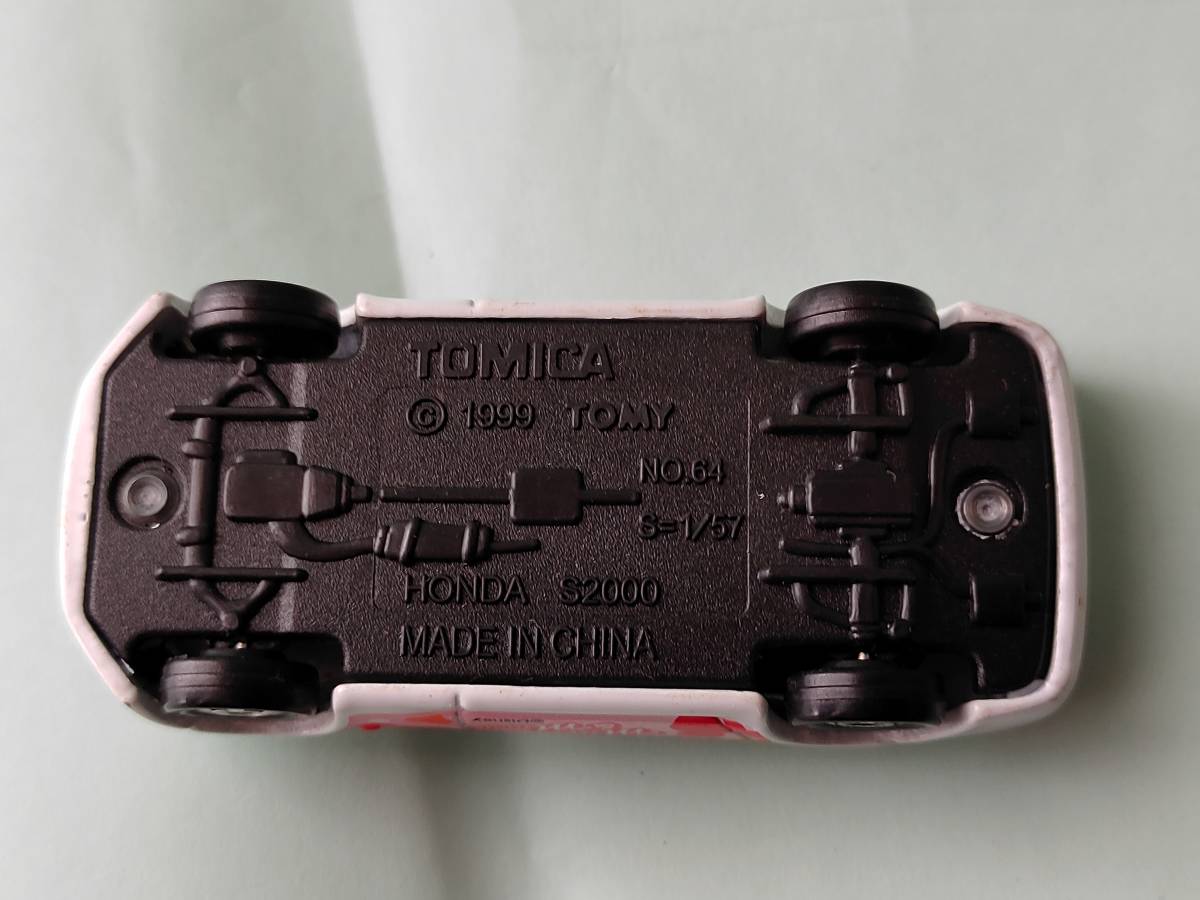 TOMICA
© 1999 TOMY
NO.64
S=1/57
HONDA S2000
MADE IN CHINA